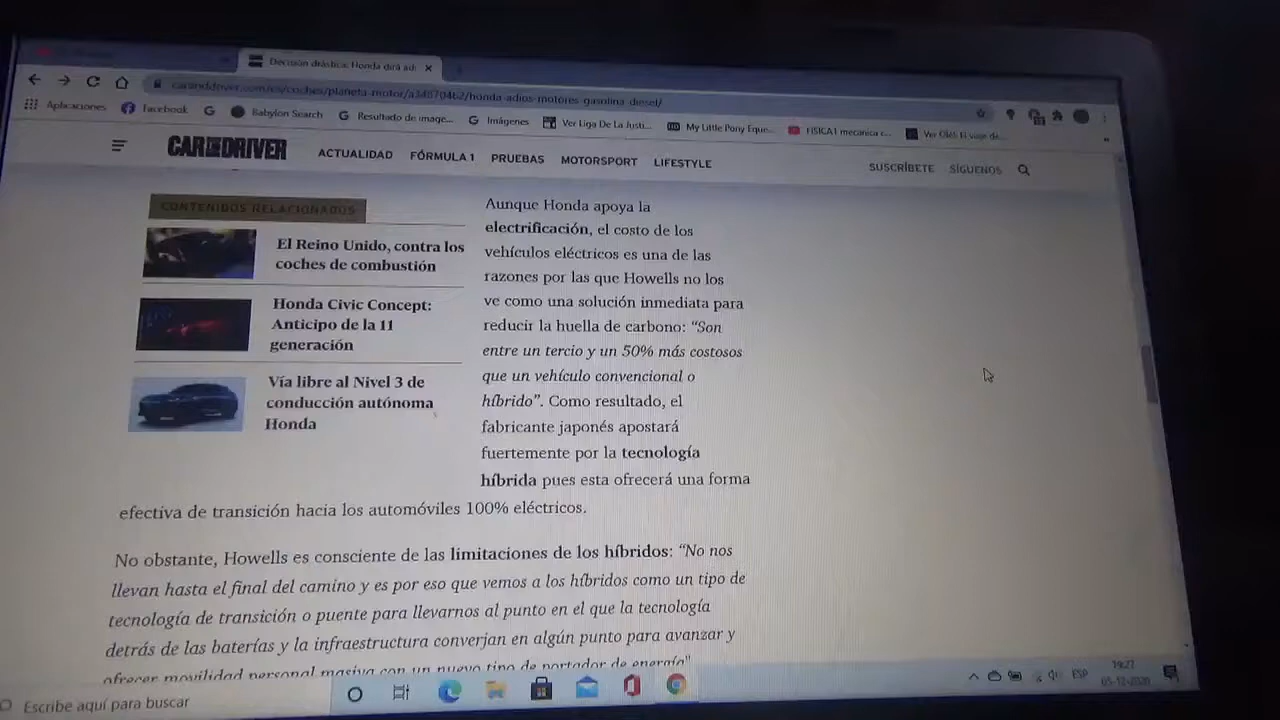 Decisión drástica: Honda dirá adi
caranddriver.com/es/coches/planeta-motor/a34870462/honda-adios-motores-gasolina-diesel/
Aplicaciones Facebook Babylon Search Resultado de image... Imágenes Ver Liga De La Justi... My Little Pony Eque... FISICA1 mecanica c... Ver Olé! El viaje de...
CAR AND DRIVER ACTUALIDAD FÓRMULA 1 PRUEBAS MOTORSPORT LIFESTYLE SUSCRÍBETE SÍGUENOS
CONTENIDOS RELACIONADOS
El Reino Unido, contra los
coches de combustión
Honda Civic Concept:
Anticipo de la 11
generación
Vía libre al Nivel 3 de
conducción autónoma
Honda
Aunque Honda apoya la
electrificación, el costo de los
vehículos eléctricos es una de las
razones por las que Howells no los
ve como una solución inmediata para
reducir la huella de carbono: “Son
entre un tercio y un 50% más costosos
que un vehículo convencional o
híbrido”. Como resultado, el
fabricante japonés apostará
fuertemente por la tecnología
híbrida pues esta ofrecerá una forma
efectiva de transición hacia los automóviles 100% eléctricos.
No obstante, Howells es consciente de las limitaciones de los híbridos: “No nos
llevan hasta el final del camino y es por eso que vemos a los híbridos como un tipo de
tecnología de transición o puente para llevarnos al punto en el que la tecnología
detrás de las baterías y la infraestructura converjan en algún punto para avanzar y
ofrecer movilidad personal masiva con un nuevo tipo de portador de energía”
Escribe aquí para buscar
ESP
19:27
05-12-2020